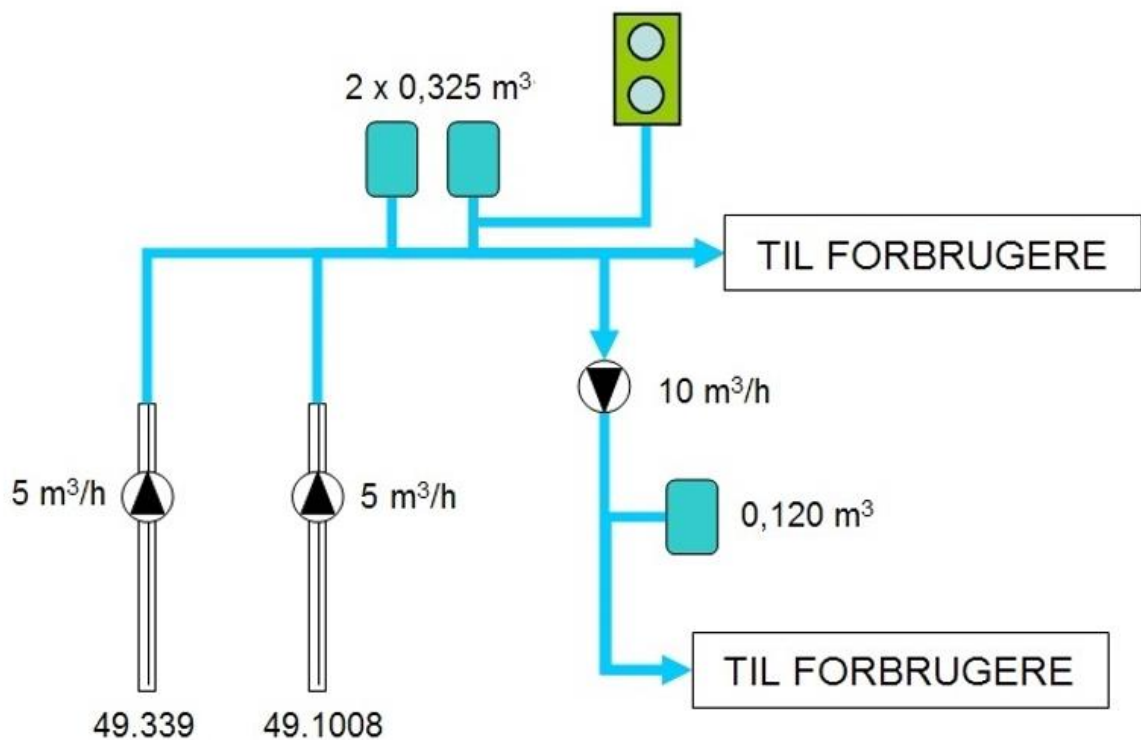 2 x 0,325 m³
TIL FORBRUGERE
10 m³/h
5 m³/h
5 m³/h
0,120 m³
TIL FORBRUGERE
49.339
49.1008